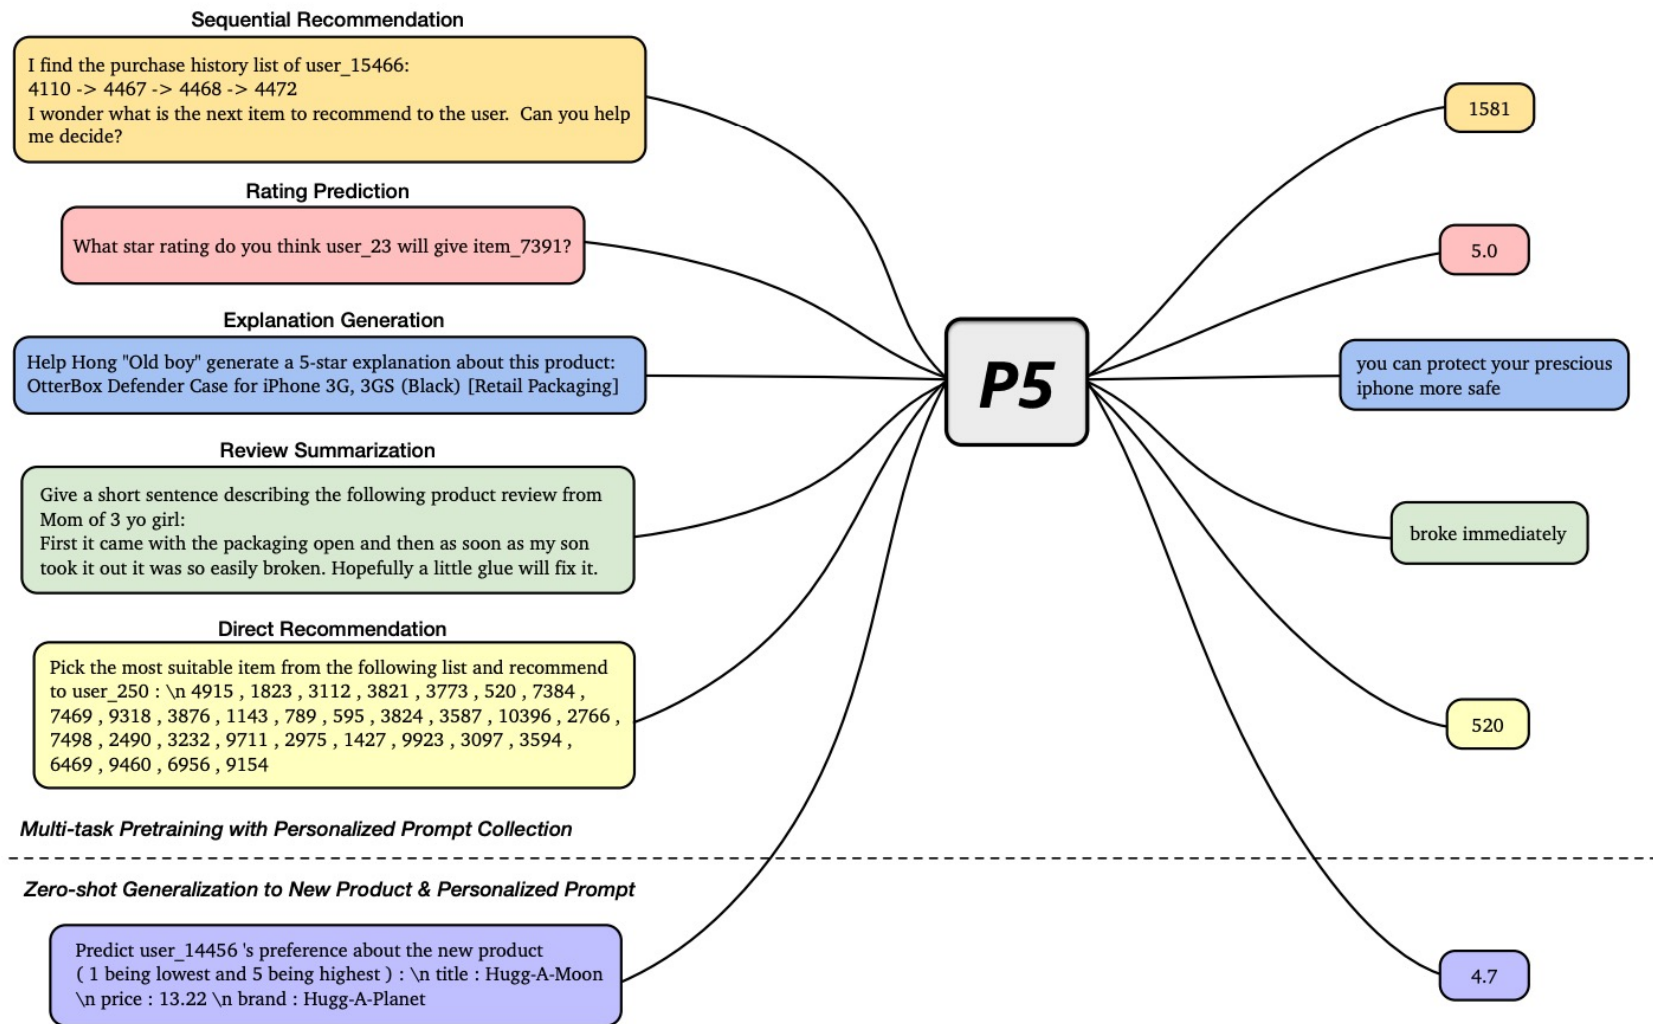 Sequential Recommendation
I find the purchase history list of user_15466:
4110 -> 4467 -> 4468 -> 4472
I wonder what is the next item to recommend to the user.  Can you help
me decide?
1581
Rating Prediction
What star rating do you think user_23 will give item_7391?
5.0
Explanation Generation
Help Hong "Old boy" generate a 5-star explanation about this product:
OtterBox Defender Case for iPhone 3G, 3GS (Black) [Retail Packaging]
P5
you can protect your prescious
iphone more safe
Review Summarization
Give a short sentence describing the following product review from
Mom of 3 yo girl:
First it came with the packaging open and then as soon as my son
took it out it was so easily broken. Hopefully a little glue will fix it.
broke immediately
Direct Recommendation
Pick the most suitable item from the following list and recommend
to user_250 : \n 4915 , 1823 , 3112 , 3821 , 3773 , 520 , 7384 ,
7469 , 9318 , 3876 , 1143 , 789 , 595 , 3824 , 3587 , 10396 , 2766 ,
7498 , 2490 , 3232 , 9711 , 2975 , 1427 , 9923 , 3097 , 3594 ,
6469 , 9460 , 6956 , 9154
520
Multi-task Pretraining with Personalized Prompt Collection
Zero-shot Generalization to New Product & Personalized Prompt
Predict user_14456 's preference about the new product
( 1 being lowest and 5 being highest ) : \n title : Hugg-A-Moon
\n price : 13.22 \n brand : Hugg-A-Planet
4.7